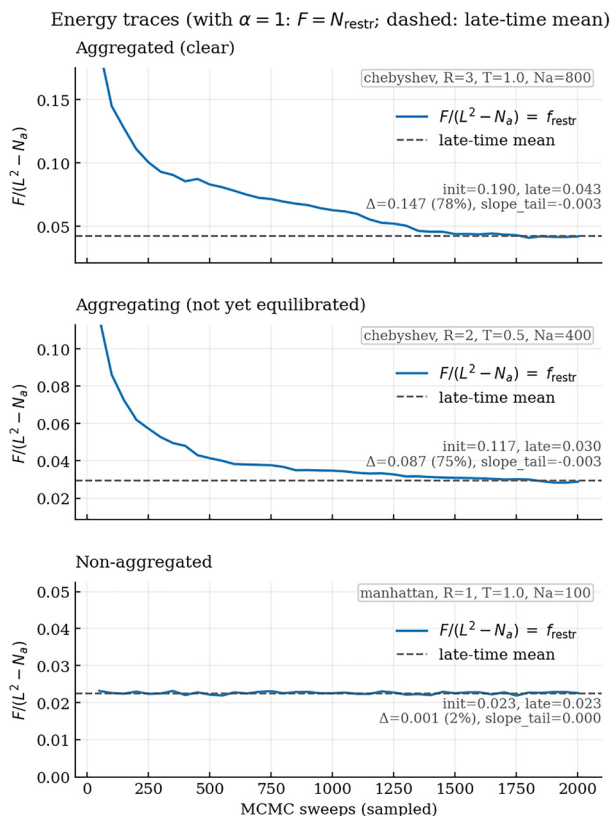 Energy traces (with α = 1: F = N_restr; dashed: late-time mean)
Aggregated (clear)
chebyshev, R=3, T=1.0, Na=800
F/(L² − Nₐ) = f_restr
late-time mean
init=0.190, late=0.043
Δ=0.147 (78%), slope_tail=-0.003
F/(L² − Nₐ)
0.15
0.10
0.05
Aggregating (not yet equilibrated)
chebyshev, R=2, T=0.5, Na=400
F/(L² − Nₐ) = f_restr
late-time mean
init=0.117, late=0.030
Δ=0.087 (75%), slope_tail=-0.003
F/(L² − Nₐ)
0.10
0.08
0.06
0.04
0.02
Non-aggregated
manhattan, R=1, T=1.0, Na=100
F/(L² − Nₐ) = f_restr
late-time mean
init=0.023, late=0.023
Δ=0.001 (2%), slope_tail=0.000
F/(L² − Nₐ)
0.05
0.04
0.03
0.02
0.01
0.00
0 250 500 750 1000 1250 1500 1750 2000
MCMC sweeps (sampled)